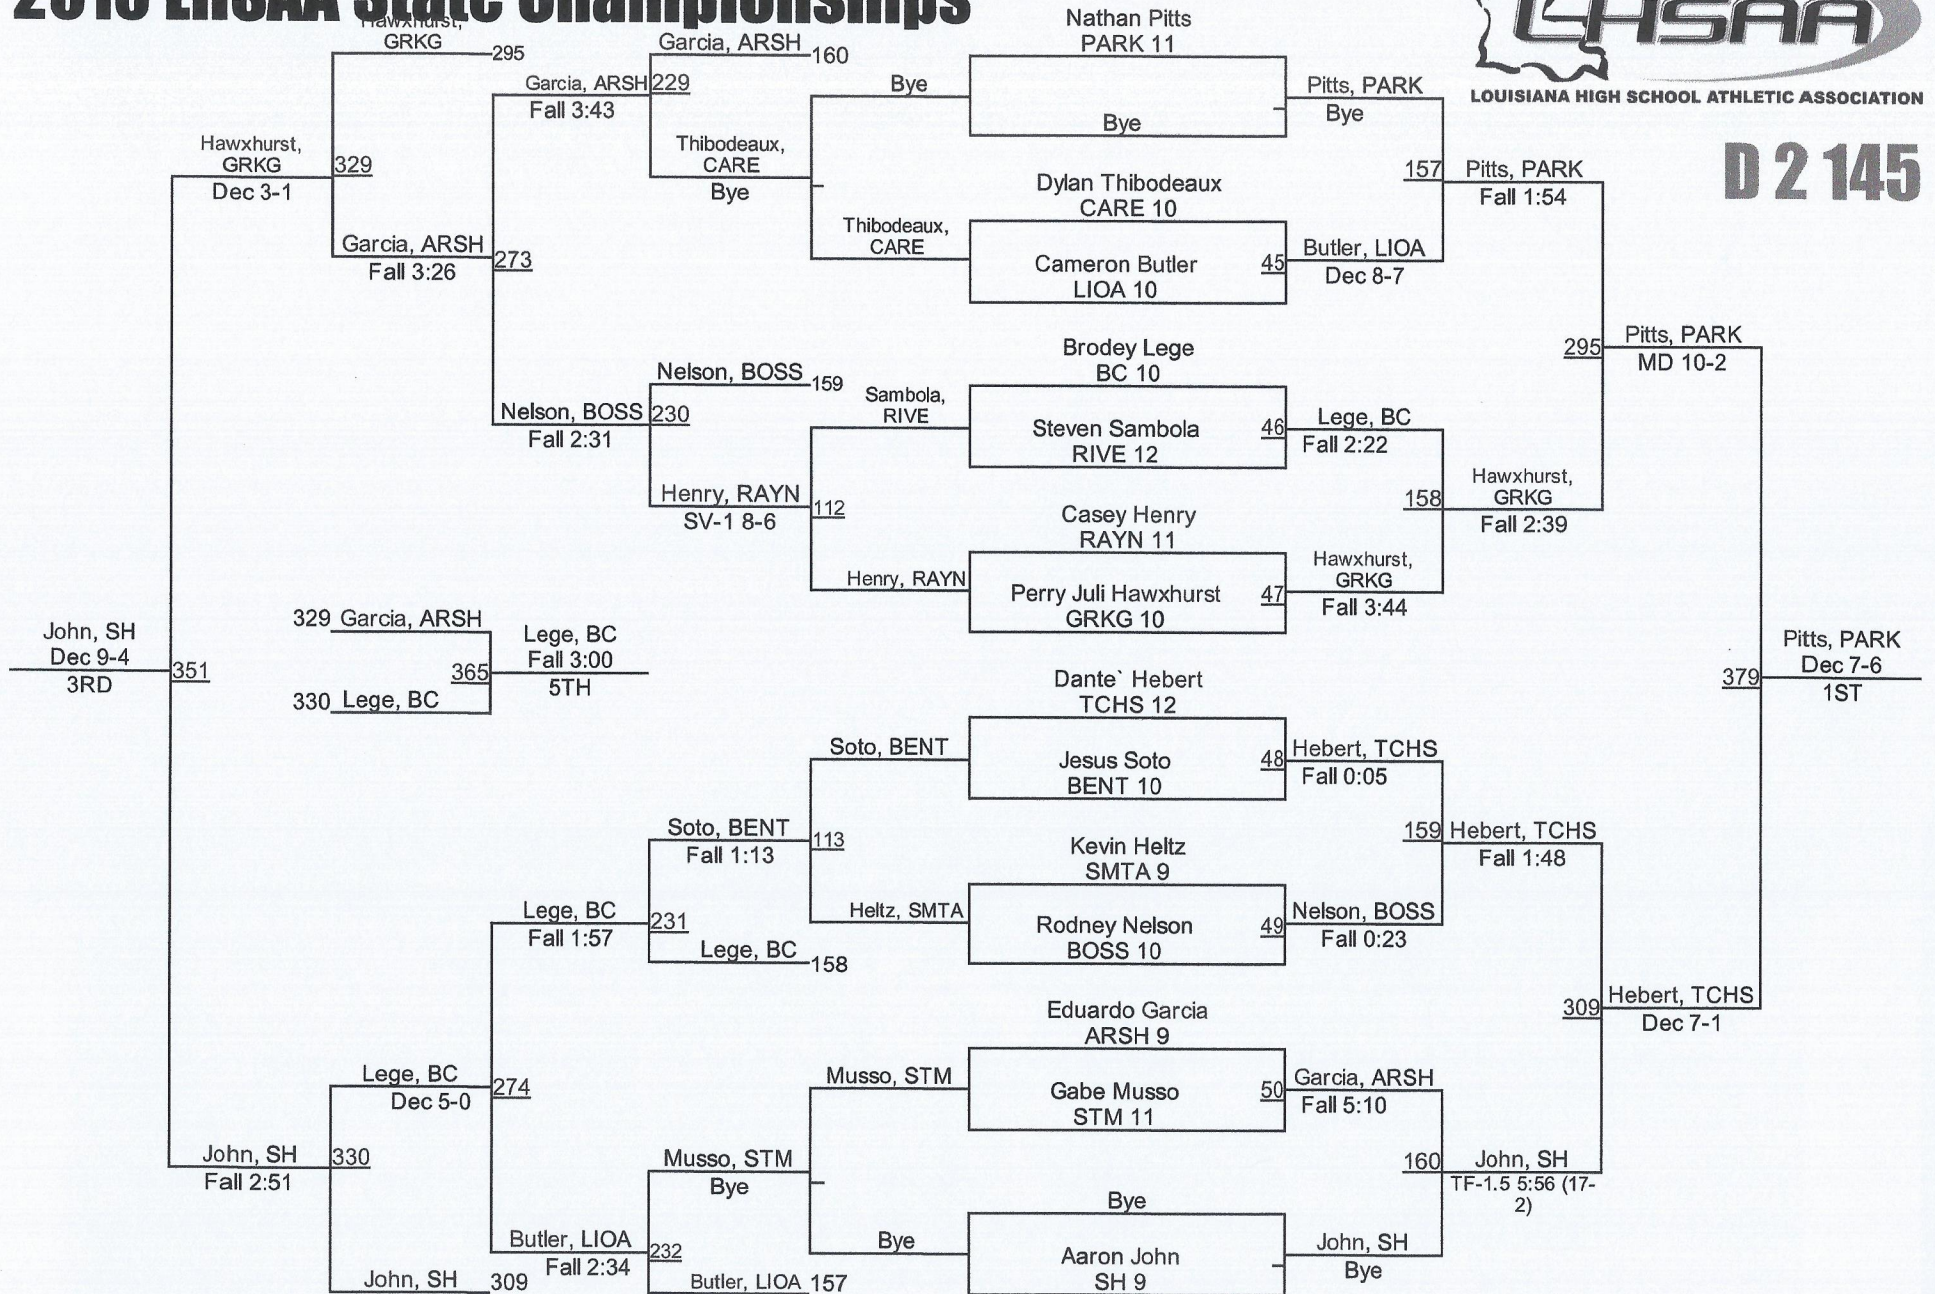 2016 LHSAA State Championships
LHSAA
LOUISIANA HIGH SCHOOL ATHLETIC ASSOCIATION
D 2 145
Hawxhurst,
GRKG
295
Hawxhurst,
GRKG
Dec 3-1
329
Garcia, ARSH
Fall 3:26
273
Garcia, ARSH
Fall 3:43
229
Garcia, ARSH
160
Thibodeaux,
CARE
Bye
Bye
Thibodeaux,
CARE
Nelson, BOSS
Fall 2:31
230
Nelson, BOSS
159
Henry, RAYN
SV-1 8-6
112
Sambola,
RIVE
Henry, RAYN
John, SH
Dec 9-4
3RD
351
329 Garcia, ARSH
330 Lege, BC
365
Lege, BC
Fall 3:00
5TH
Soto, BENT
Soto, BENT
Fall 1:13
113
Heltz, SMTA
Lege, BC
Fall 1:57
231
Lege, BC
158
Lege, BC
Dec 5-0
274
John, SH
Fall 2:51
330
Musso, STM
Musso, STM
Bye
Bye
Butler, LIOA
Fall 2:34
232
Butler, LIOA 157
John, SH 309
Nathan Pitts
PARK 11
Bye
Pitts, PARK
Bye
Dylan Thibodeaux
CARE 10
Cameron Butler
LIOA 10
45
Butler, LIOA
Dec 8-7
157
Pitts, PARK
Fall 1:54
Brodey Lege
BC 10
Steven Sambola
RIVE 12
46
Lege, BC
Fall 2:22
Casey Henry
RAYN 11
Perry Juli Hawxhurst
GRKG 10
47
Hawxhurst,
GRKG
Fall 3:44
158
Hawxhurst,
GRKG
Fall 2:39
295
Pitts, PARK
MD 10-2
Dante` Hebert
TCHS 12
Jesus Soto
BENT 10
48
Hebert, TCHS
Fall 0:05
Kevin Heltz
SMTA 9
Rodney Nelson
BOSS 10
49
Nelson, BOSS
Fall 0:23
159
Hebert, TCHS
Fall 1:48
Eduardo Garcia
ARSH 9
Gabe Musso
STM 11
50
Garcia, ARSH
Fall 5:10
Bye
Aaron John
SH 9
John, SH
Bye
160
John, SH
TF-1.5 5:56 (17-
2)
309
Hebert, TCHS
Dec 7-1
379
Pitts, PARK
Dec 7-6
1ST